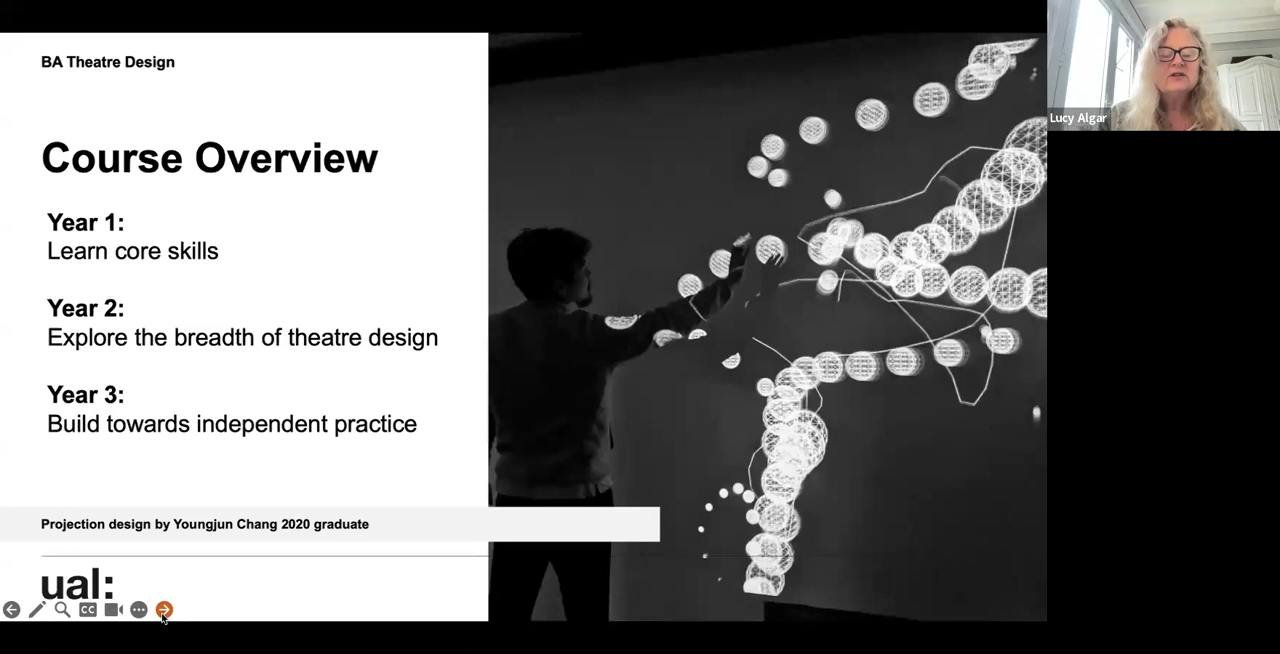 BA Theatre Design
Course Overview
Year 1:
Learn core skills
Year 2:
Explore the breadth of theatre design
Year 3:
Build towards independent practice
Projection design by Youngjun Chang 2020 graduate
ual:
CC
Lucy Algar